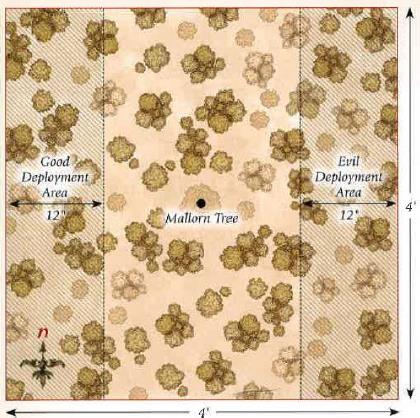 Good
Deployment
Area
12"
Evil
Deployment
Area
12"
Mallorn Tree
4'
n
4'